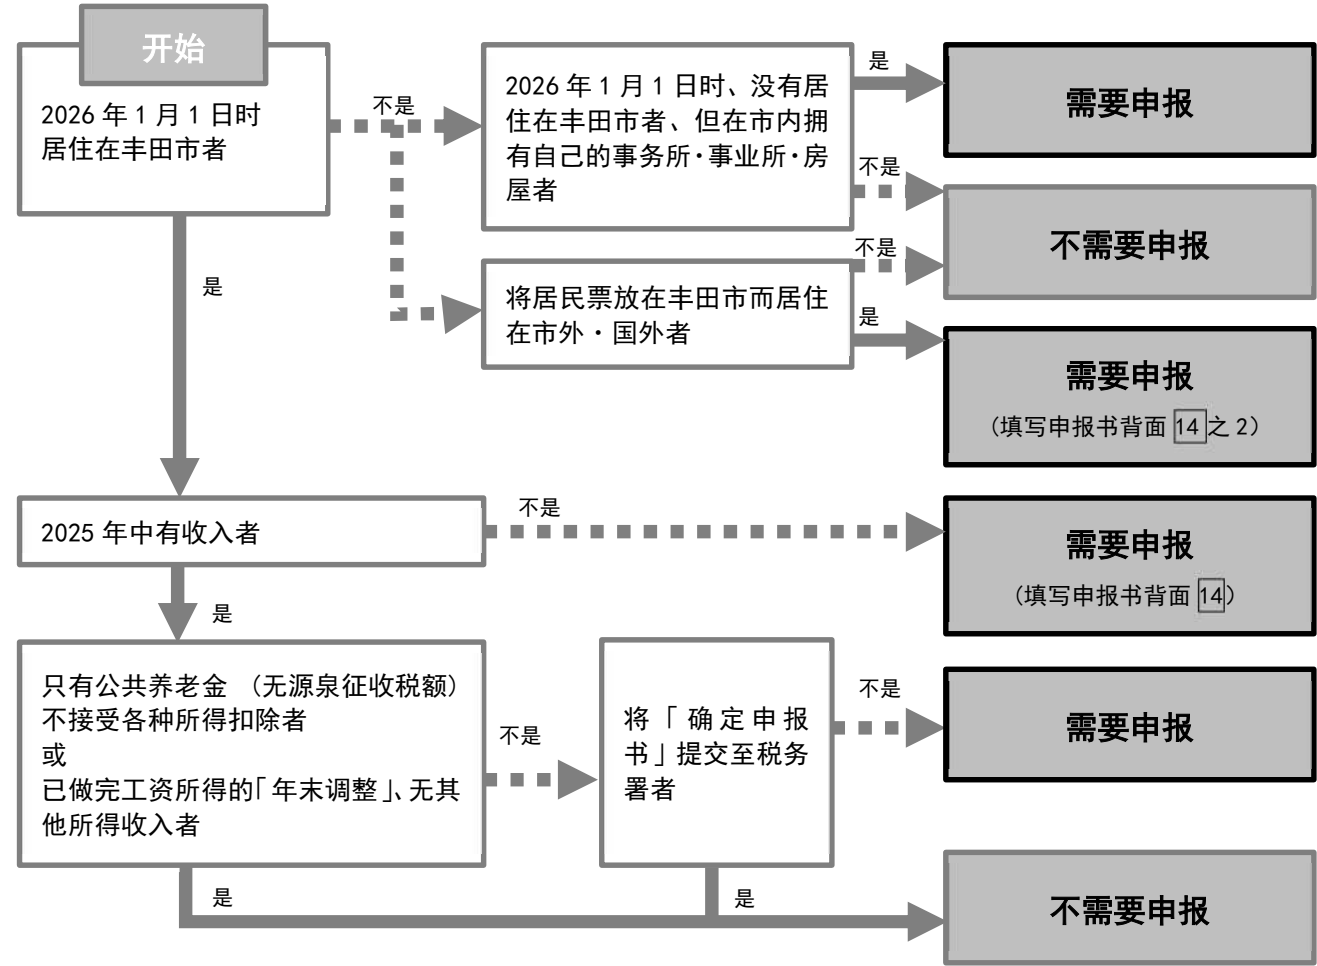 开始
2026 年 1 月 1 日时
居住在丰田市者
不是
2026 年 1 月 1 日时、没有居
住在丰田市者、但在市内拥
有自己的事务所・事业所・房
屋者
是
需要申报
不是
不需要申报
不是
将居民票放在丰田市而居住
在市外・国外者
是
需要申报
（填写申报书背面 14 之 2）
是
2025 年中有收入者
不是
需要申报
（填写申报书背面 14）
是
只有公共养老金 （无源泉征收税额）
不接受各种所得扣除者
或
已做完工资所得的「年末调整」、无其
他所得收入者
不是
将「确定申报
书」提交至税务
署者
不是
需要申报
是
是
不需要申报